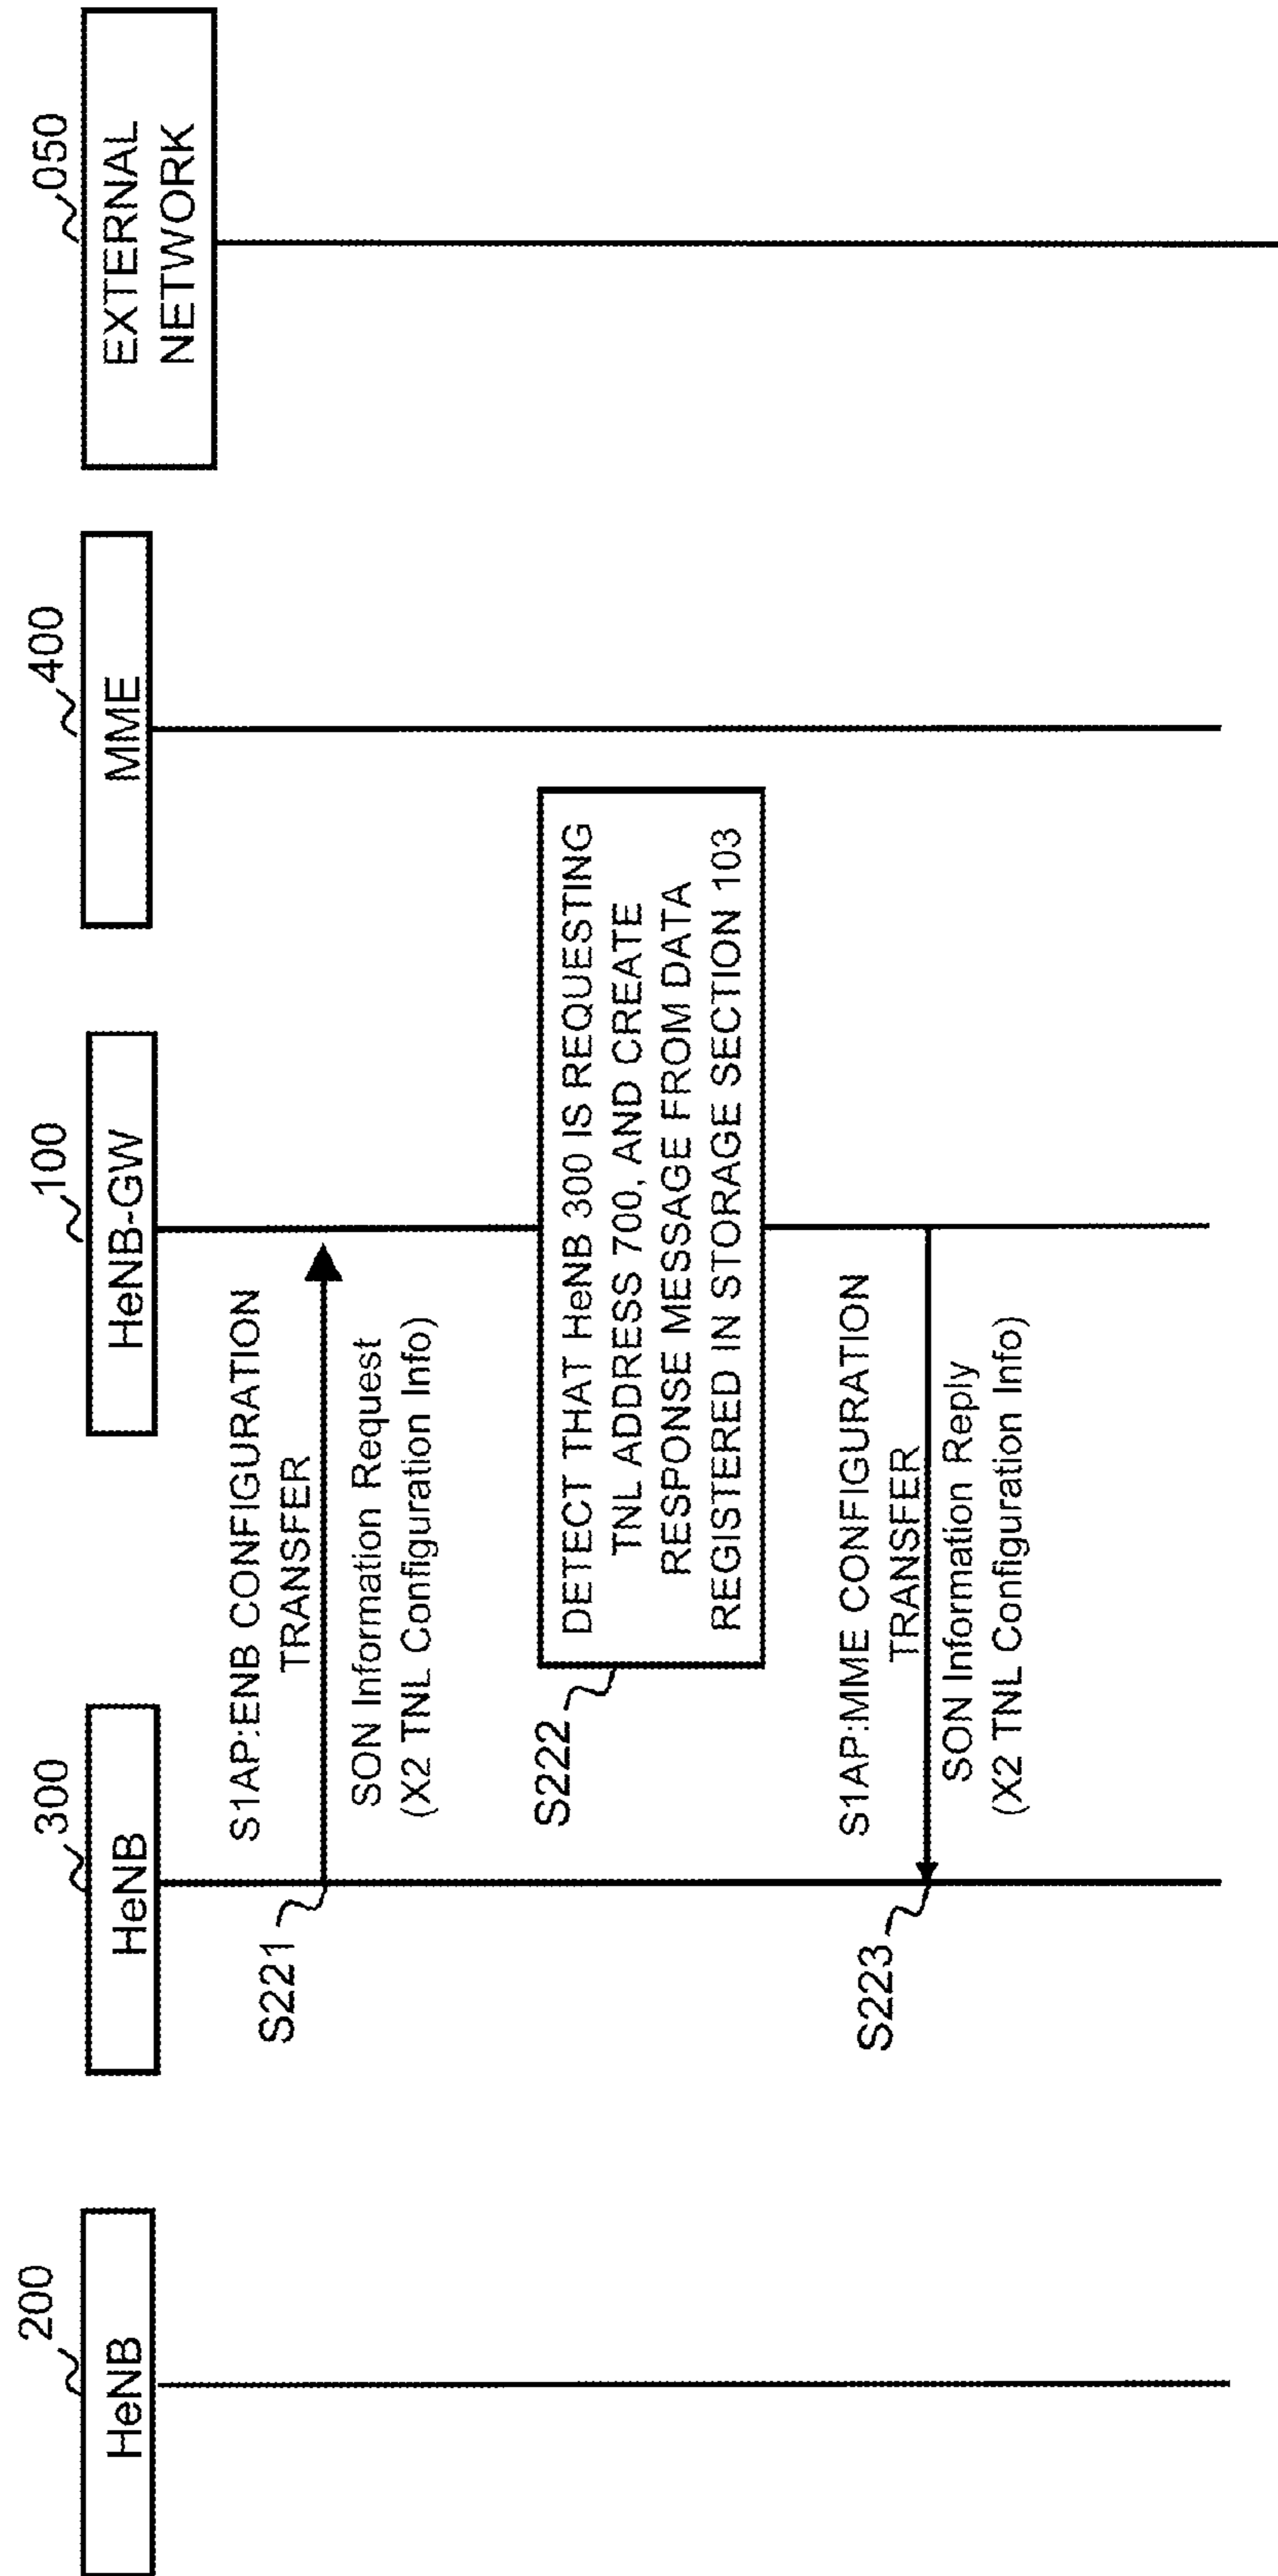 200
HeNB
300
HeNB
100
HeNB-GW
400
MME
050
EXTERNAL
NETWORK
S221
S1AP:ENB CONFIGURATION
TRANSFER
SON Information Request
(X2 TNL Configuration Info)
S222
DETECT THAT HeNB 300 IS REQUESTING
TNL ADDRESS 700, AND CREATE
RESPONSE MESSAGE FROM DATA
REGISTERED IN STORAGE SECTION 103
S223
S1AP:MME CONFIGURATION
TRANSFER
SON Information Reply
(X2 TNL Configuration Info)